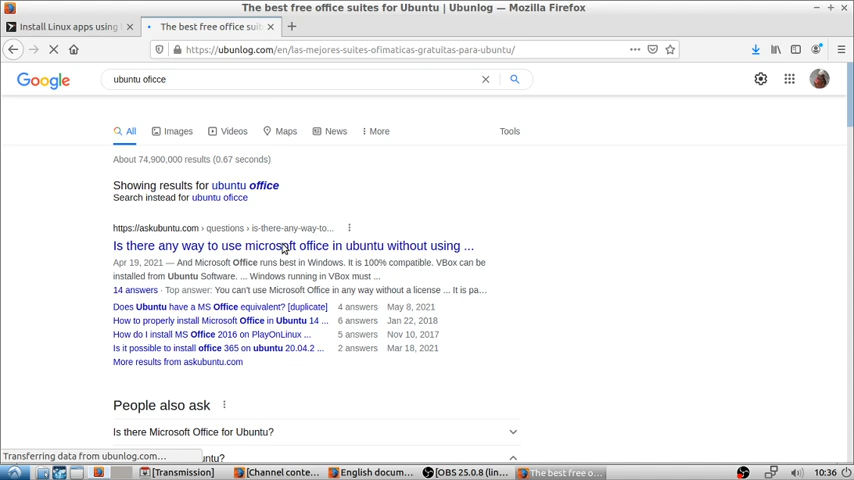 The best free office suites for Ubuntu | Ubunlog — Mozilla Firefox
Install Linux apps using
The best free office suit
https://ubunlog.com/en/las-mejores-suites-ofimaticas-gratuitas-para-ubuntu/
Google
ubuntu oficce
All Images Videos Maps News More Tools
About 74,900,000 results (0.67 seconds)
Showing results for ubuntu office
Search instead for ubuntu oficce
https://askubuntu.com › questions › is-there-any-way-to...
Is there any way to use microsoft office in ubuntu without using ...
Apr 19, 2021 — And Microsoft Office runs best in Windows. It is 100% compatible. VBox can be
installed from Ubuntu Software. ... Windows running in VBox must ...
14 answers · Top answer: You can't use Microsoft Office in any way without a license ... It is pa...
Does Ubuntu have a MS Office equivalent? [duplicate] 4 answers May 8, 2021
How to properly install Microsoft Office in Ubuntu 14 ... 6 answers Jan 22, 2018
How do I install MS Office 2016 on PlayOnLinux ... 5 answers Nov 10, 2017
Is it possible to install office 365 on ubuntu 20.04.2 ... 2 answers Mar 18, 2021
More results from askubuntu.com
People also ask
Is there Microsoft Office for Ubuntu?
untu?
Transferring data from ubunlog.com…
[Transmission] [Channel conte... English docum... [OBS 25.0.8 (lin... The best free o... 10:36